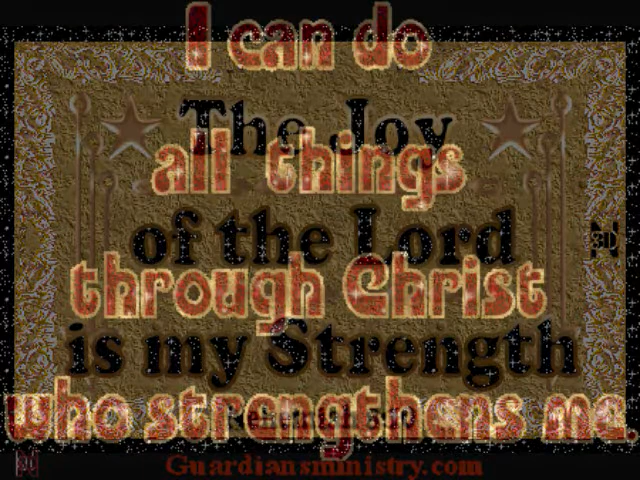 I can do
The Joy
all things
of the Lord
through Christ
is my Strength
who strengthens me.
Guardiansministry.com